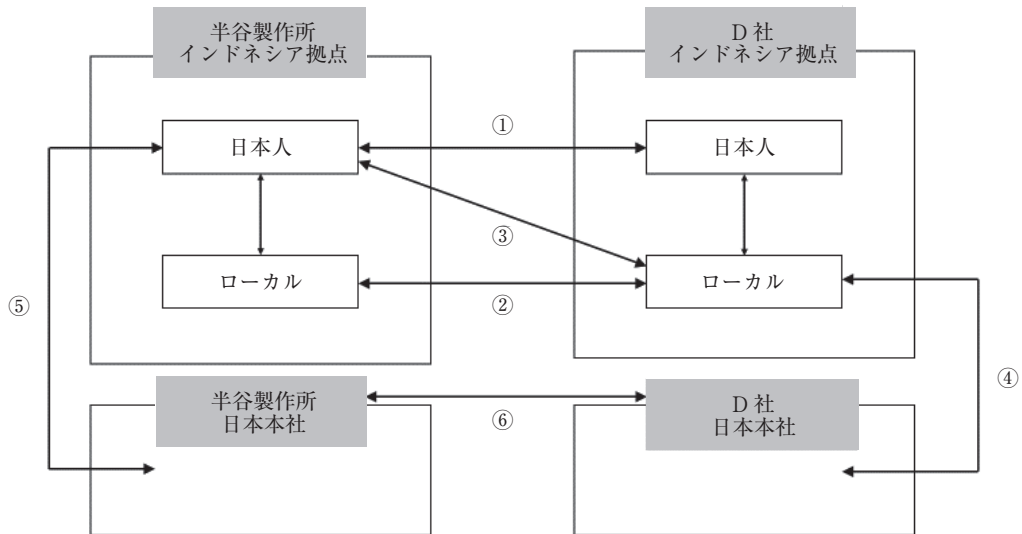 半谷製作所
インドネシア拠点
D 社
インドネシア拠点
①
日本人
日本人
③
ローカル
ローカル
②
⑤
④
半谷製作所
日本本社
D 社
日本本社
⑥